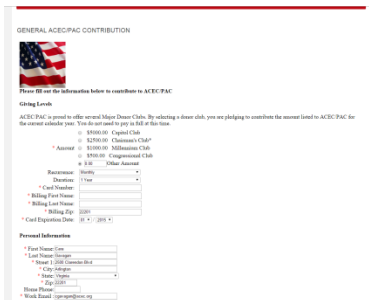 GENERAL ACEC/PAC CONTRIBUTION
Please fill out the information below to contribute to ACEC/PAC
Giving Levels
ACEC/PAC is proud to offer several Major Donor Clubs. By selecting a donor club, you are pledging to contribute the amount listed to ACEC/PAC for
the current calendar year. You do not need to pay in full at this time.
$5000.00 Capitol Club
$2500.00 Chairman's Club*
* Amount $1000.00 Millennium Club
$500.00 Congressional Club
0.00 Other Amount
Recurrence: Monthly
Duration: 1 Year
* Card Number:
* Billing First Name:
* Billing Last Name:
* Billing Zip: 22201
* Card Expiration Date: 2015
Personal Information
* First Name:
* Last Name:
* Street 1: Clarendon Blvd
* City: Arlington
* State: Virginia
* Zip: 22201
Home Phone:
* Work Email: